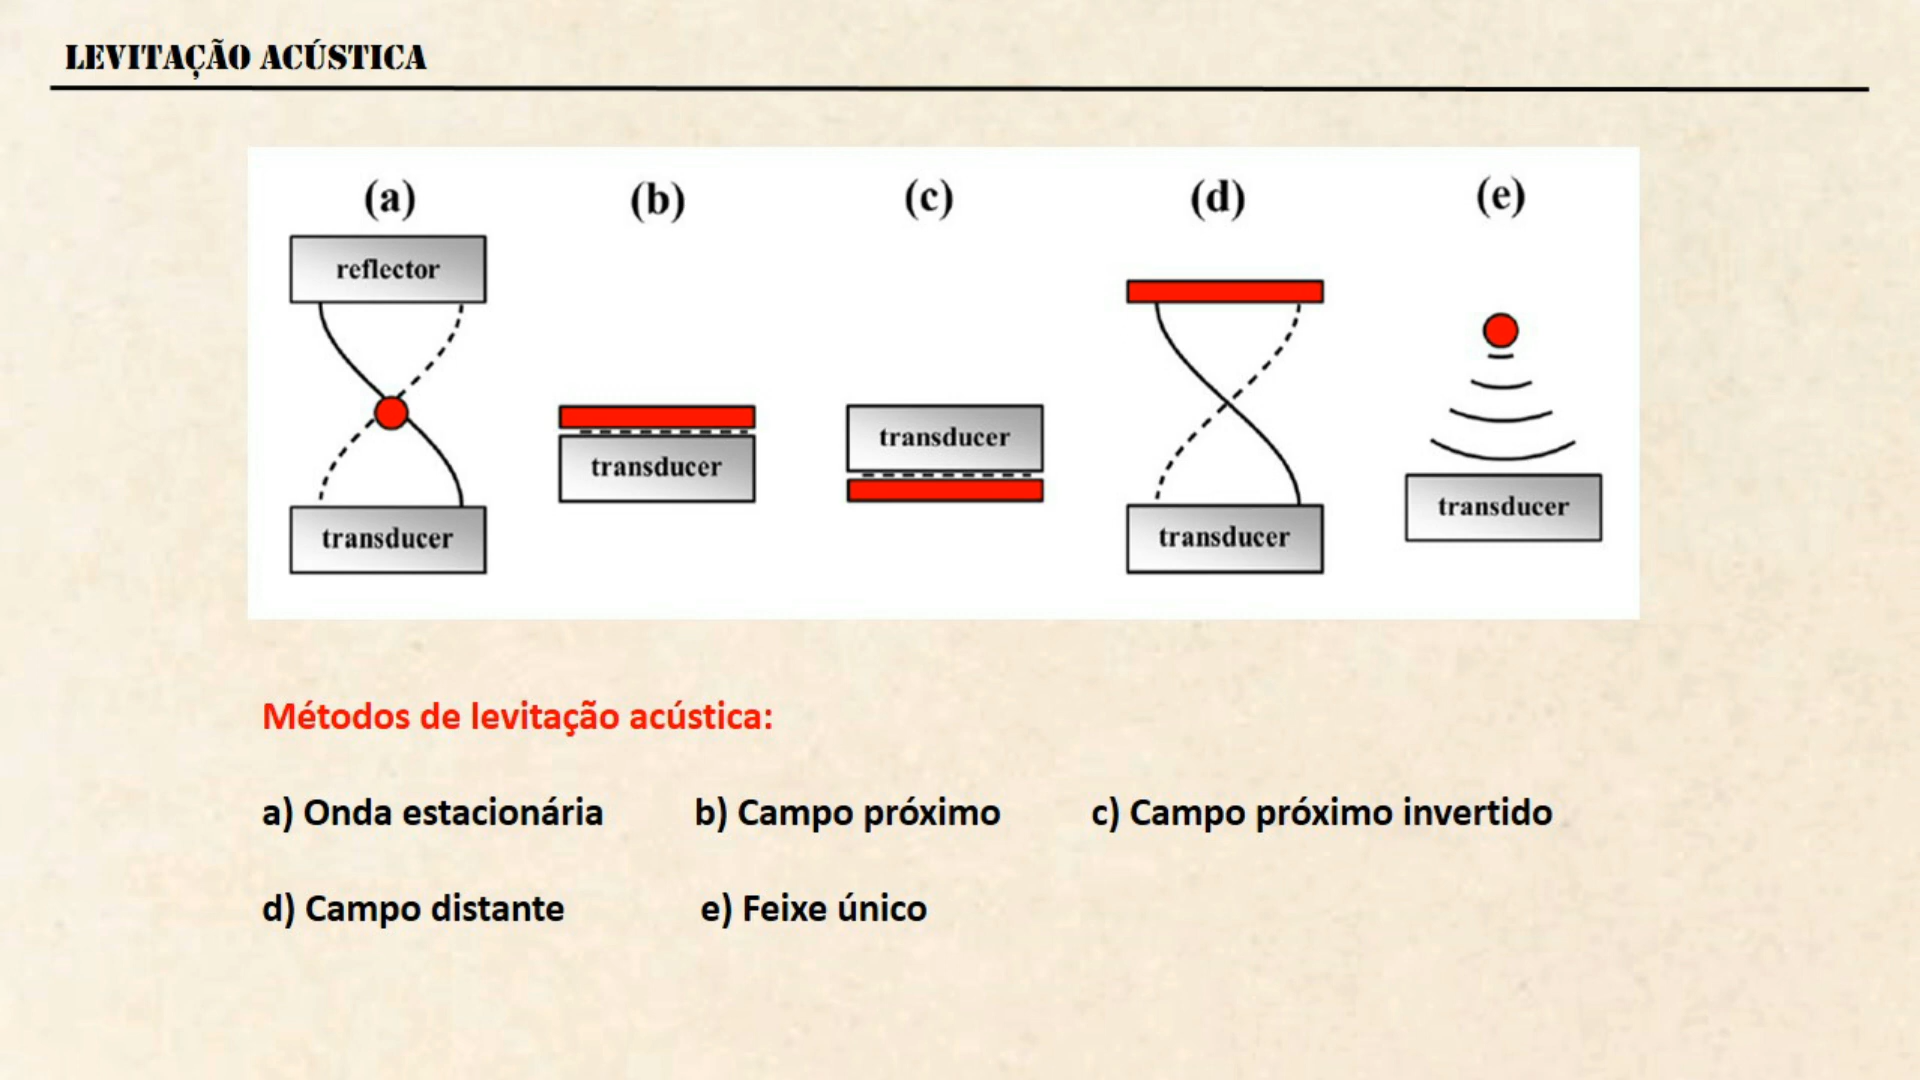 LEVITAÇÃO ACÚSTICA
(a) (b) (c) (d) (e)
reflector
transducer
transducer
transducer
transducer
transducer
Métodos de levitação acústica:
a) Onda estacionária b) Campo próximo c) Campo próximo invertido
d) Campo distante e) Feixe único